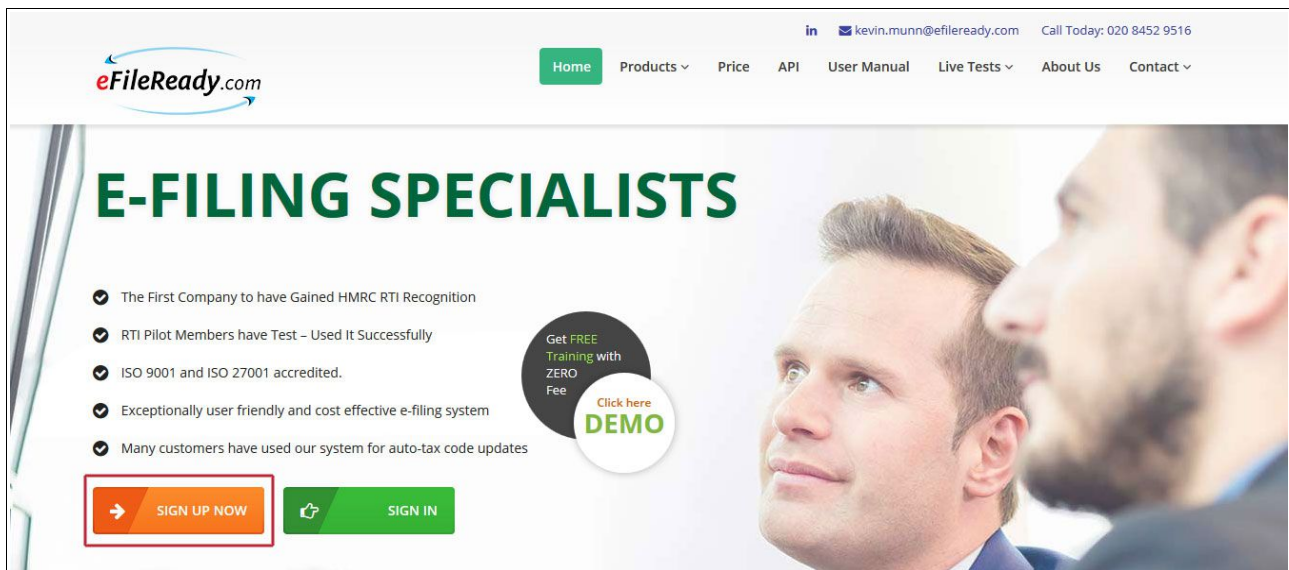 in kevin.munn@efileready.com Call Today: 020 8452 9516
eFileReady.com
Home Products Price API User Manual Live Tests About Us Contact
E-FILING SPECIALISTS
The First Company to have Gained HMRC RTI Recognition
RTI Pilot Members have Test – Used It Successfully
ISO 9001 and ISO 27001 accredited.
Exceptionally user friendly and cost effective e-filing system
Many customers have used our system for auto-tax code updates
Get FREE
Training with
ZERO
Fee
Click here
DEMO
SIGN UP NOW
SIGN IN